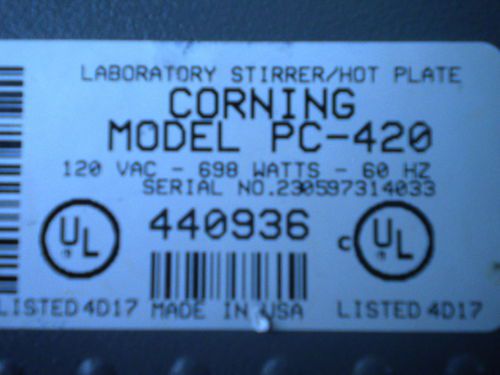 LABORATORY STIRRER/HOT PLATE
CORNING
MODEL PC-420
120 VAC - 698 WATTS - 60 HZ
SERIAL NO.230597314033
UL 440936 C UL
LISTED 4D17 MADE IN USA LISTED 4D17